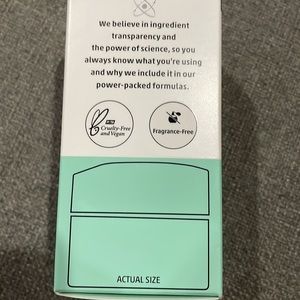 We believe in ingredient
transparency and
the power of science, so you
always know what you're using
and why we include it in our
power-packed formulas.
Cruelty-Free
and Vegan
Fragrance-Free
ACTUAL SIZE